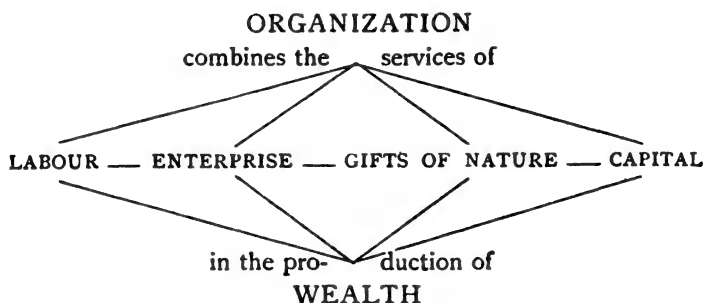 ORGANIZATION
combines the services of
LABOUR — ENTERPRISE — GIFTS OF NATURE — CAPITAL
in the pro- duction of
WEALTH